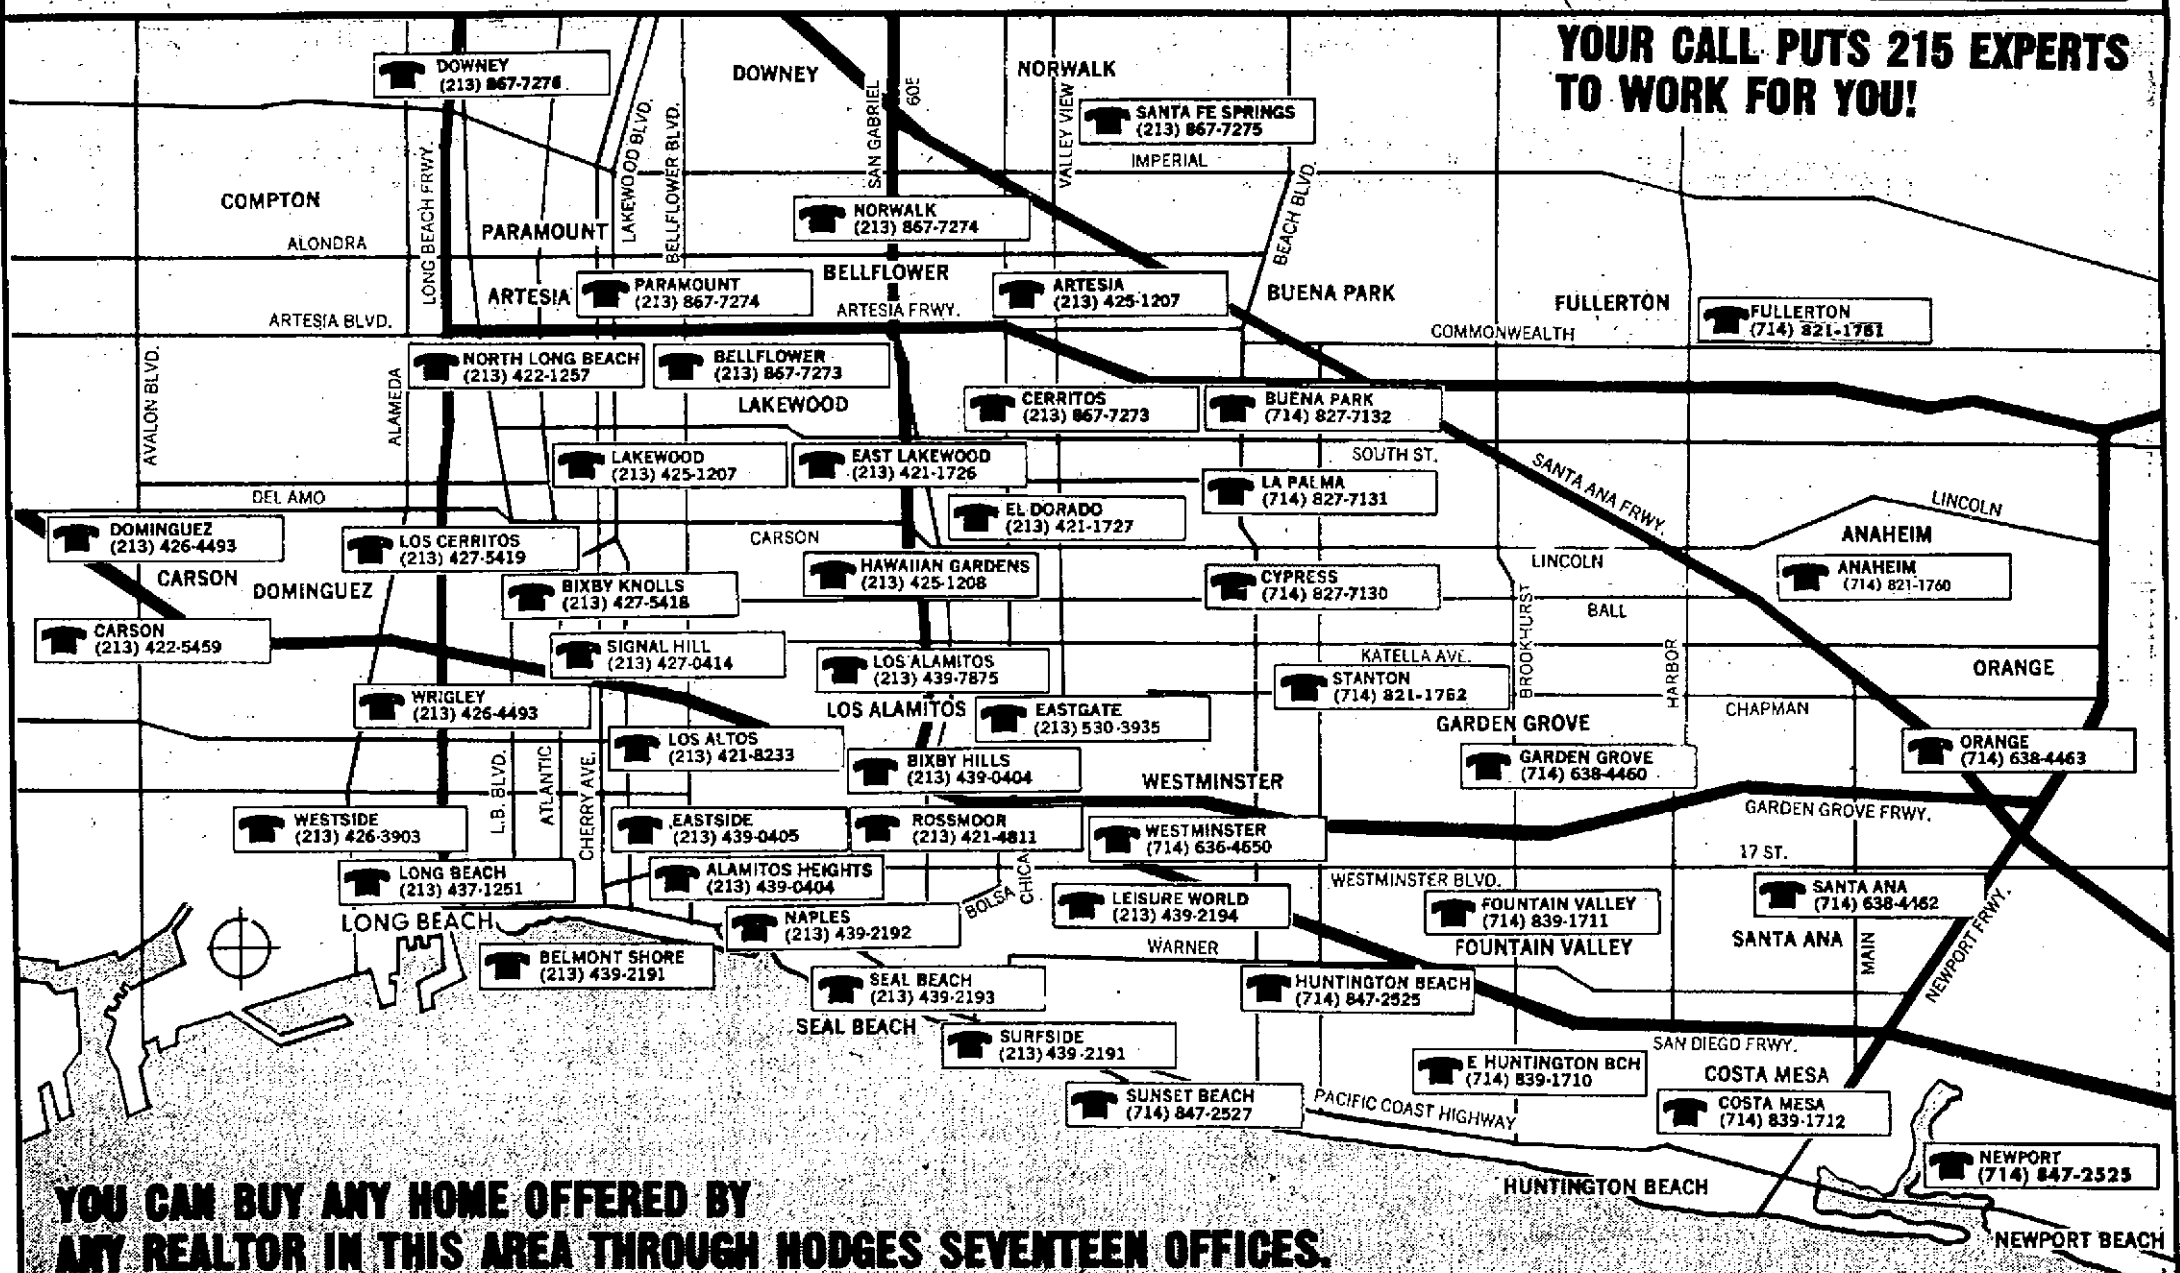 YOUR CALL PUTS 215 EXPERTS
TO WORK FOR YOU!
DOWNEY
(213) 867-7276
DOWNEY
NORWALK
SANTA FE SPRINGS
(213) 867-7275
IMPERIAL
SAN GABRIEL
605
VALLEY VIEW
LAKEWOOD BLVD.
BELLFLOWER BLVD.
LONG BEACH FRWY.
BEACH BLVD.
COMPTON
PARAMOUNT
NORWALK
(213) 867-7274
ALONDRA
BELLFLOWER
ARTESIA
PARAMOUNT
(213) 867-7274
ARTESIA
(213) 425-1207
BUENA PARK
FULLERTON
FULLERTON
(714) 821-1761
ARTESIA BLVD.
ARTESIA FRWY.
COMMONWEALTH
AVALON BLVD.
ALAMEDA
NORTH LONG BEACH
(213) 422-1257
BELLFLOWER
(213) 867-7273
LAKEWOOD
CERRITOS
(213) 867-7273
BUENA PARK
(714) 827-7132
LAKEWOOD
(213) 425-1207
EAST LAKEWOOD
(213) 421-1726
SOUTH ST.
SANTA ANA FRWY.
LA PALMA
(714) 827-7131
DEL AMO
EL DORADO
(213) 421-1727
LINCOLN
DOMINGUEZ
(213) 426-4493
LOS CERRITOS
(213) 427-5419
CARSON
ANAHEIM
HAWAIIAN GARDENS
(213) 425-1208
LINCOLN
ANAHEIM
(714) 821-1760
CARSON
DOMINGUEZ
BIXBY KNOLLS
(213) 427-5418
CYPRESS
(714) 827-7130
BALL
BROOKHURST
CARSON
(213) 422-5459
SIGNAL HILL
(213) 427-0414
LOS ALAMITOS
(213) 439-7875
KATELLA AVE.
HARBOR
ORANGE
STANTON
(714) 821-1762
WRIGLEY
(213) 426-4493
LOS ALAMITOS
EASTGATE
(213) 530-3935
CHAPMAN
GARDEN GROVE
LOS ALTOS
(213) 421-8233
ORANGE
(714) 638-4463
BIXBY HILLS
(213) 439-0404
GARDEN GROVE
(714) 638-4460
WESTMINSTER
L.B. BLVD.
ATLANTIC
CHERRY AVE.
GARDEN GROVE FRWY.
WESTSIDE
(213) 426-3903
EASTSIDE
(213) 439-0405
ROSSMOOR
(213) 421-4811
WESTMINSTER
(714) 636-4650
17 ST.
LONG BEACH
(213) 437-1251
ALAMITOS HEIGHTS
(213) 439-0404
CHICA
BOLSA
WESTMINSTER BLVD.
SANTA ANA
(714) 638-4462
LEISURE WORLD
(213) 439-2194
FOUNTAIN VALLEY
(714) 839-1711
LONG BEACH
NAPLES
(213) 439-2192
WARNER
FOUNTAIN VALLEY
SANTA ANA
MAIN
NEWPORT FRWY.
BELMONT SHORE
(213) 439-2191
SEAL BEACH
(213) 439-2193
HUNTINGTON BEACH
(714) 847-2525
SEAL BEACH
SURFSIDE
(213) 439-2191
SAN DIEGO FRWY.
E HUNTINGTON BCH
(714) 839-1710
COSTA MESA
SUNSET BEACH
(714) 847-2527
PACIFIC COAST HIGHWAY
COSTA MESA
(714) 839-1712
NEWPORT
(714) 847-2525
HUNTINGTON BEACH
NEWPORT BEACH
YOU CAN BUY ANY HOME OFFERED BY
ANY REALTOR IN THIS AREA THROUGH HODGES SEVENTEEN OFFICES.